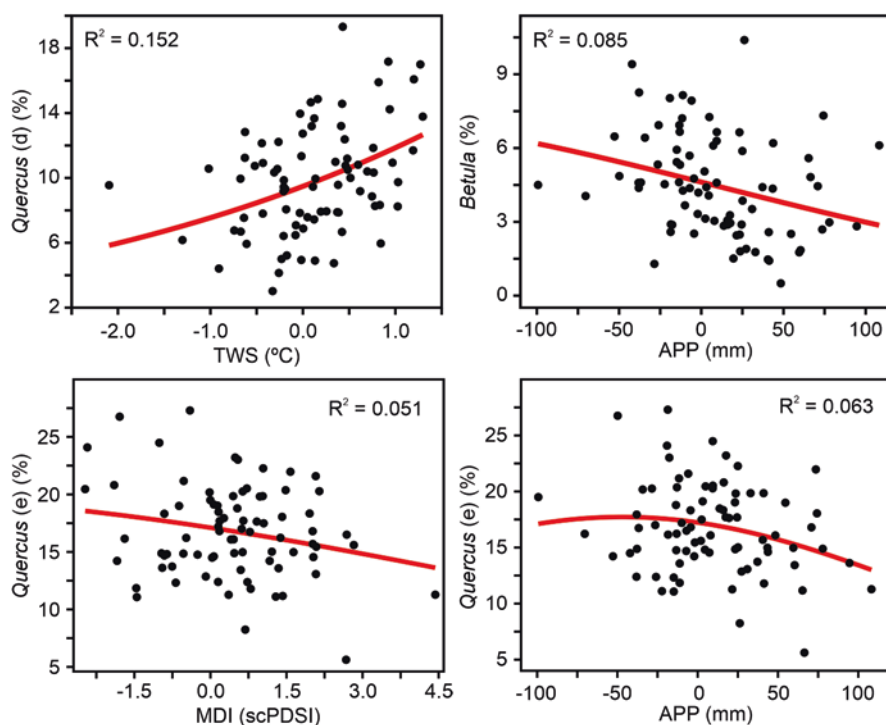 R² = 0.152
Quercus (d) (%)
18
14
10
6
2
-2.0 -1.0 0.0 1.0
TWS (ºC)
R² = 0.085
Betula (%)
9
6
3
0
-100 -50 0 50 100
APP (mm)
R² = 0.051
Quercus (e) (%)
25
20
15
10
5
-1.5 0.0 1.5 3.0 4.5
MDI (scPDSI)
R² = 0.063
Quercus (e) (%)
25
20
15
10
5
-100 -50 0 50 100
APP (mm)